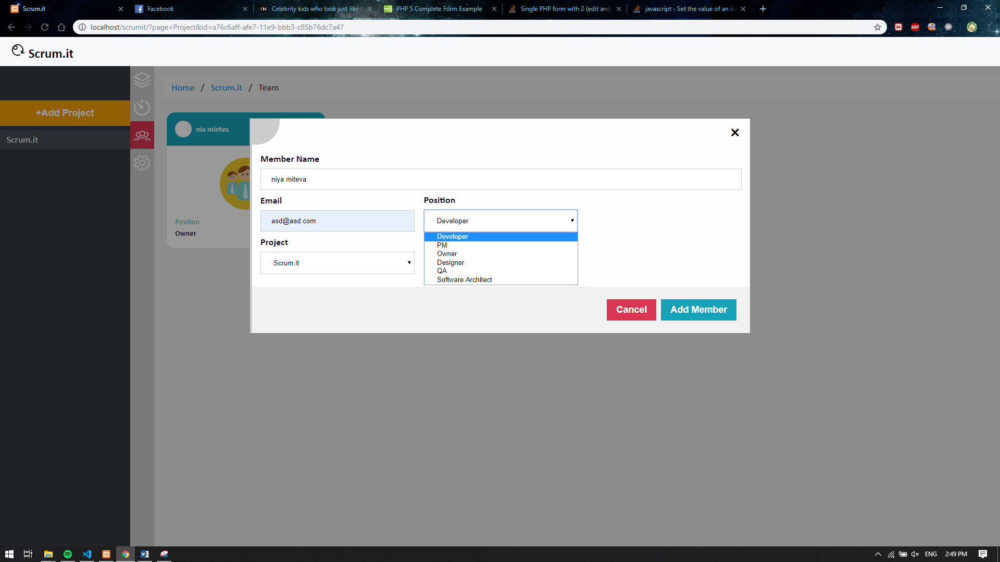 Scrum.it
Facebook
Celebrity kids who look just like
PHP 5 Complete Form Example
Single PHP form with 2 (edit and
javascript - Set the value of an in
localhost/scrumit/?page=Project&id=a76c6aff-afe7-11e9-bbb3-c85b76dc7a47
ABP
Scrum.it
+Add Project
Scrum.it
Home / Scrum.it / Team
nia mietva
Position
Owner
Member Name
niya miteva
Email
asd@asd.com
Position
Developer
Developer
PM
Owner
Designer
QA
Software Architect
Project
Scrum.it
Cancel
Add Member
ENG
2:49 PM